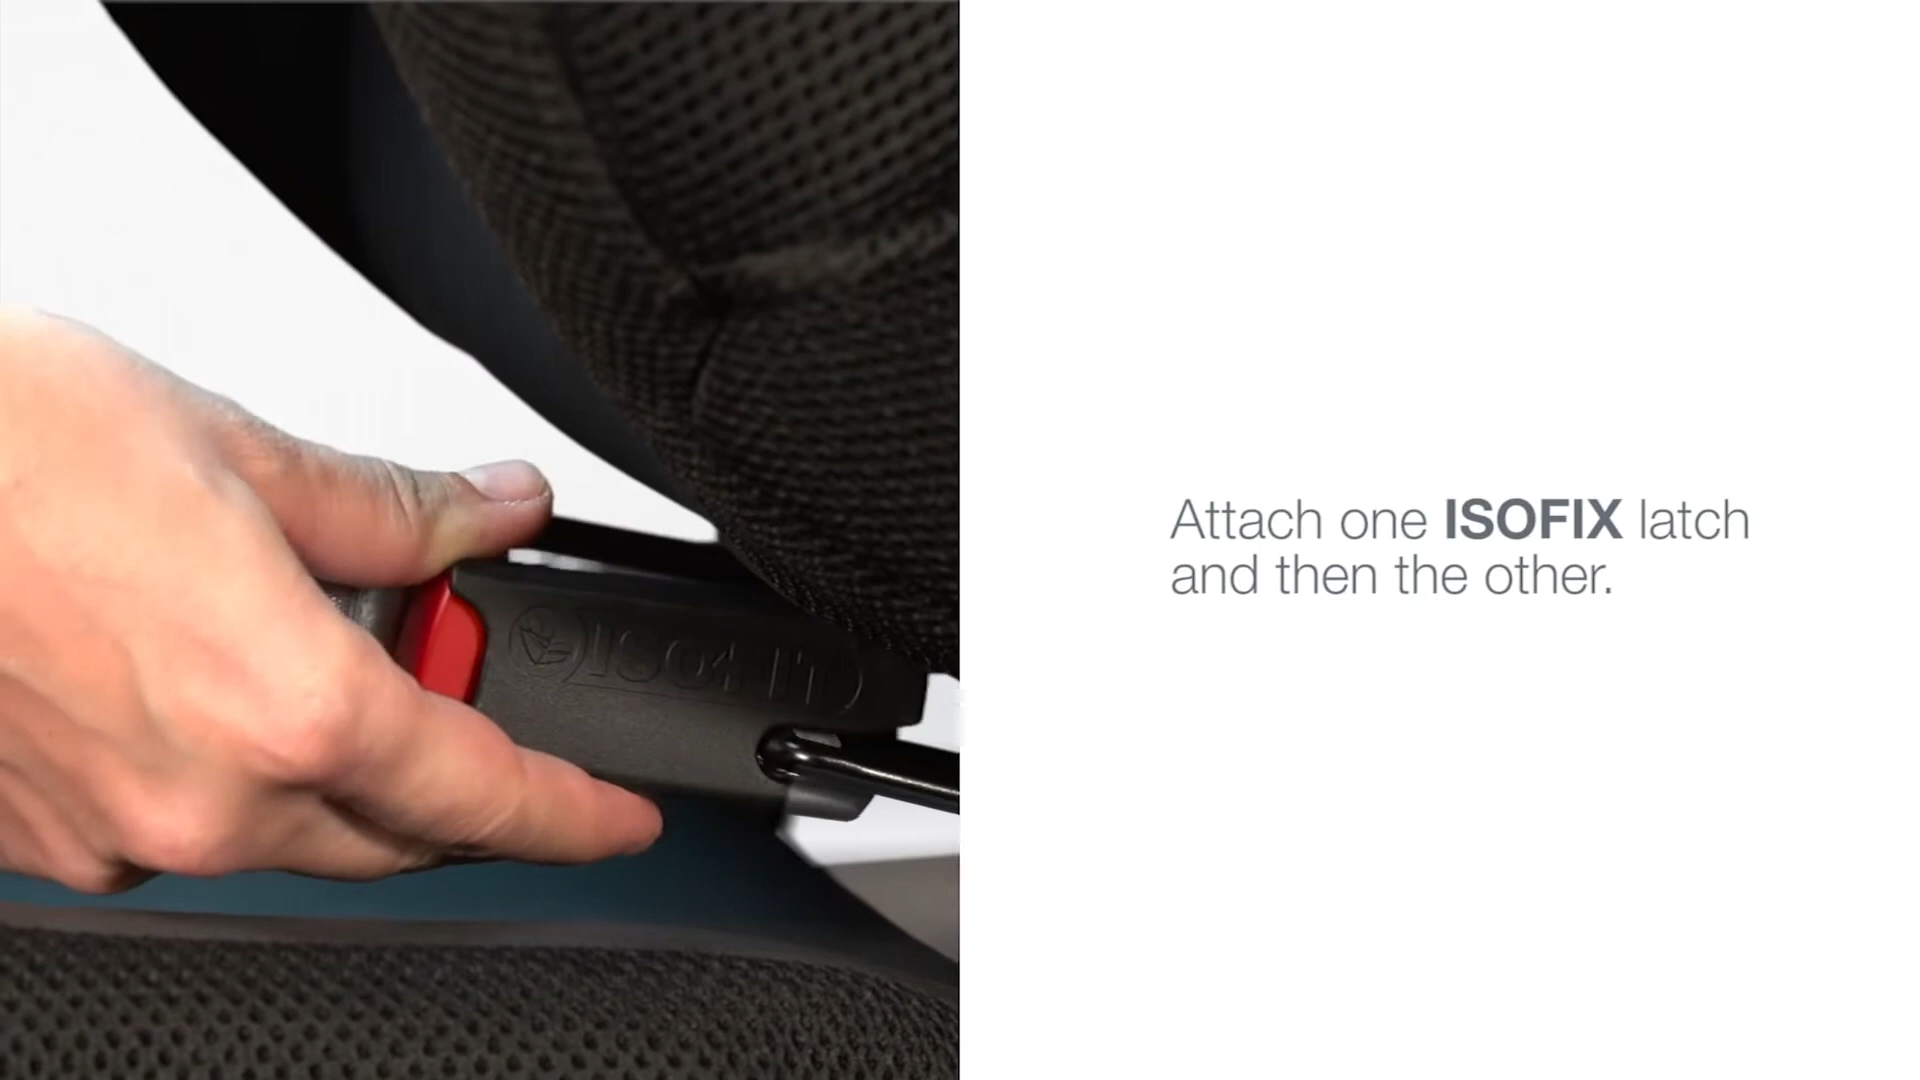 Attach one ISOFIX latch
and then the other.